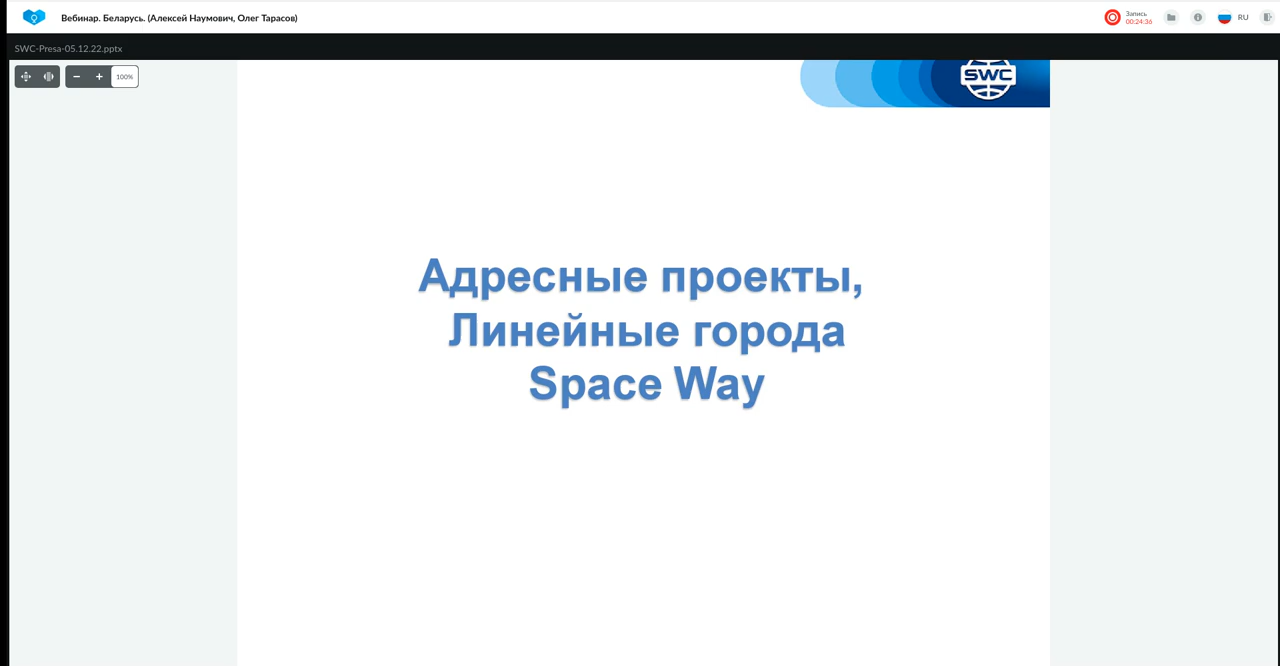 Вебинар. Беларусь. (Алексей Наумович, Олег Тарасов)
Запись
00:24:36
RU
SWC-Presa-05.12.22.pptx
100%
SWC
Адресные проекты,
Линейные города
Space Way